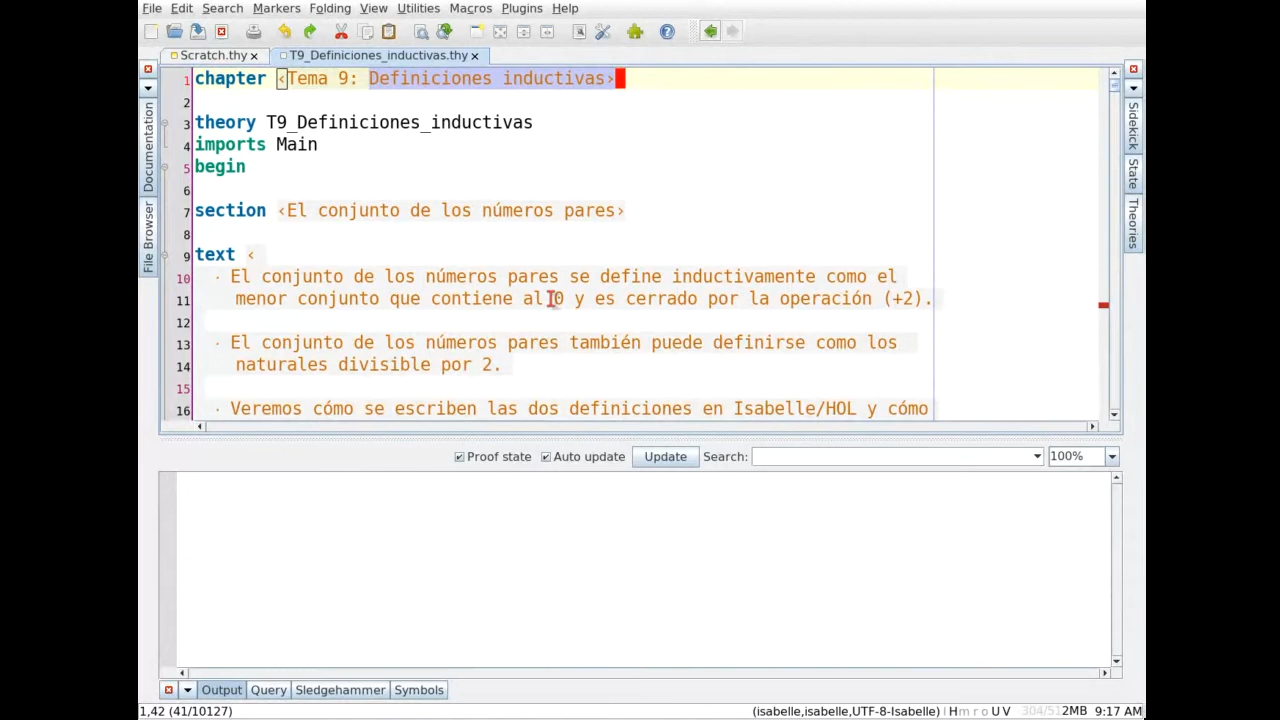 File Edit Search Markers Folding View Utilities Macros Plugins Help
Scratch.thy T9_Definiciones_inductivas.thy
1 chapter ‹Tema 9: Definiciones inductivas›
2
3 theory T9_Definiciones_inductivas
4 imports Main
5 begin
6
7 section ‹El conjunto de los números pares›
8
9 text ‹
10 · El conjunto de los números pares se define inductivamente como el
11 menor conjunto que contiene al 0 y es cerrado por la operación (+2).
12
13 · El conjunto de los números pares también puede definirse como los
14 naturales divisible por 2.
15
16 · Veremos cómo se escriben las dos definiciones en Isabelle/HOL y cómo
Documentation
File Browser
Sidekick
State
Theories
Proof state Auto update Update Search: 100%
Output Query Sledgehammer Symbols
1,42 (41/10127) (isabelle,isabelle,UTF-8-Isabelle) H m r o U V 2MB 9:17 AM